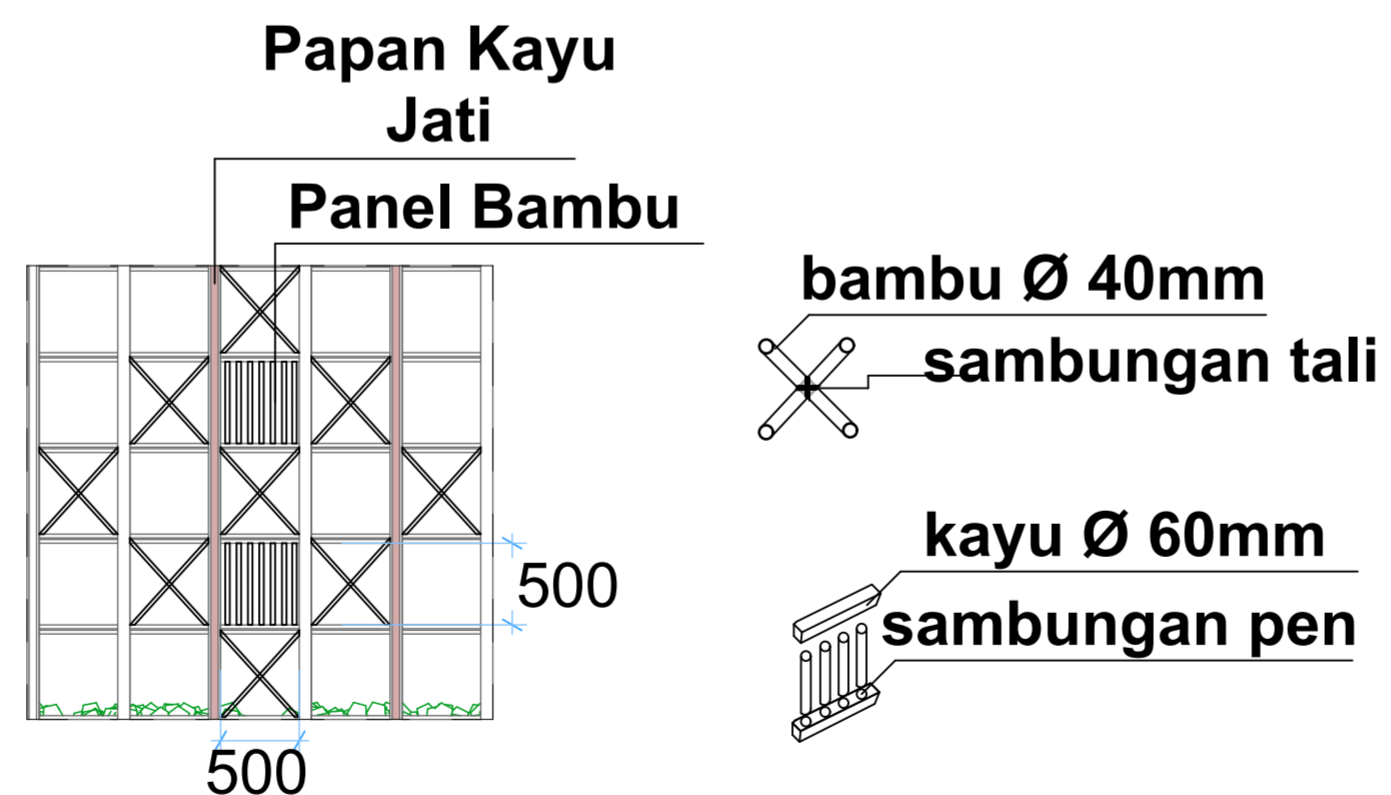 Papan Kayu
Jati
Panel Bambu
bambu Ø 40mm
sambungan tali
kayu Ø 60mm
500
sambungan pen
500